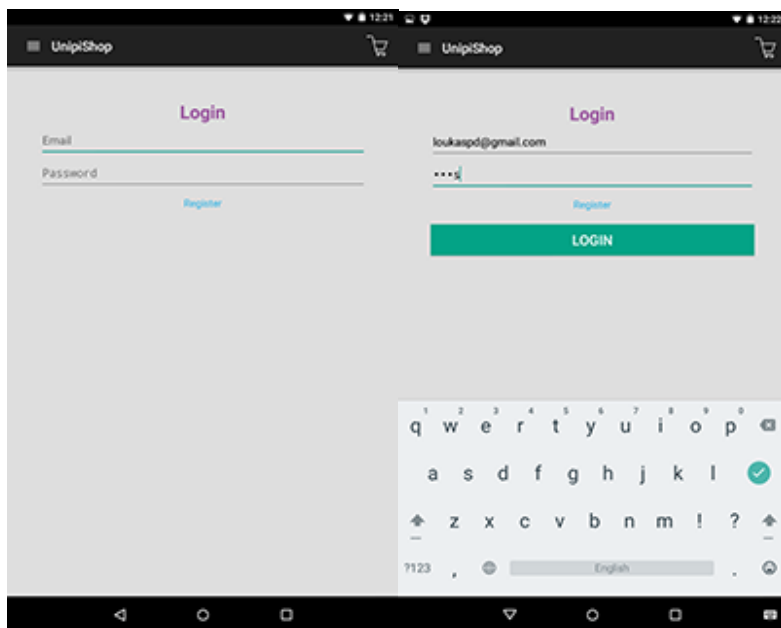 12:21
UnipiShop
Login
Email
Password
Register
12:22
UnipiShop
Login
loukaspd@gmail.com
•••s
Register
LOGIN
1 2 3 4 5 6 7 8 9 0
q w e r t y u i o p
a s d f g h j k l
z x c v b n m ! ?
?123 , English .